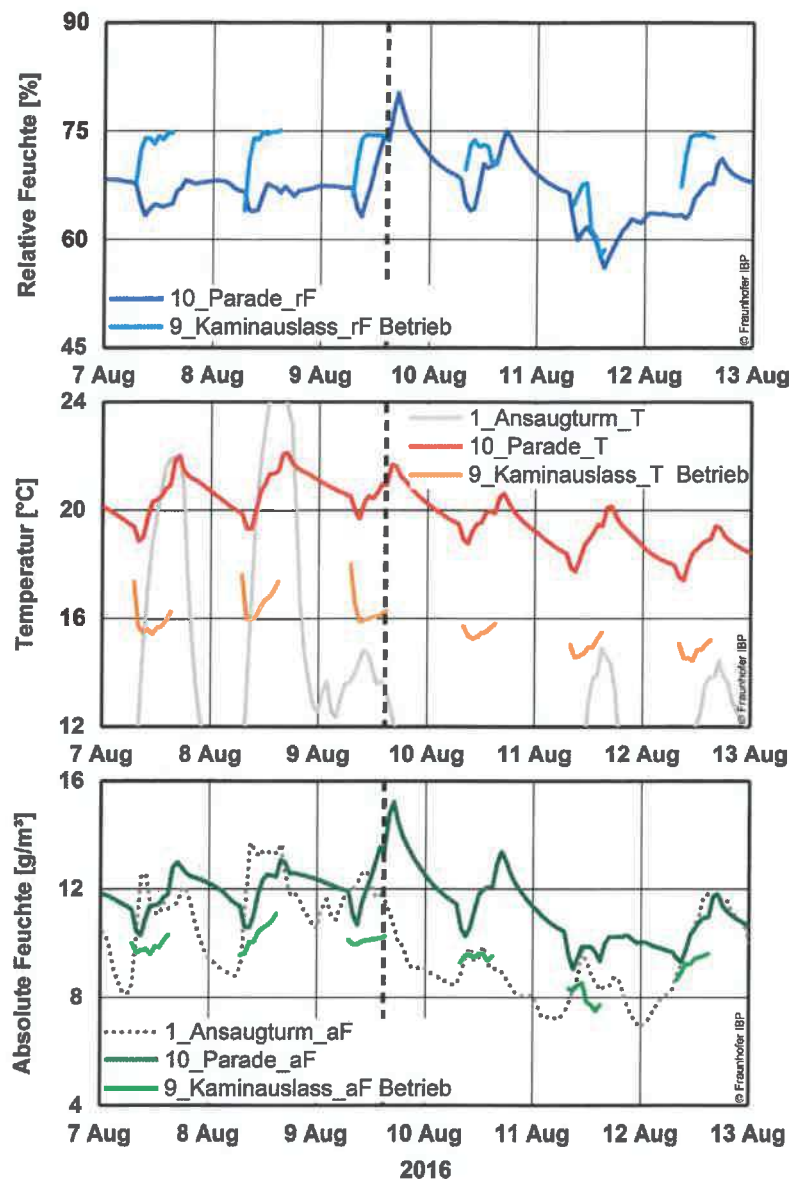 Relative Feuchte [%]
90
75
60
45
10_Parade_rF
9_Kaminauslass_rF Betrieb
© Fraunhofer IBP
7 Aug 8 Aug 9 Aug 10 Aug 11 Aug 12 Aug 13 Aug
Temperatur [°C]
24
20
16
12
1_Ansaugturm_T
10_Parade_T
9_Kaminauslass_T Betrieb
© Fraunhofer IBP
7 Aug 8 Aug 9 Aug 10 Aug 11 Aug 12 Aug 13 Aug
Absolute Feuchte [g/m³]
16
12
8
4
1_Ansaugturm_aF
10_Parade_aF
9_Kaminauslass_aF Betrieb
© Fraunhofer IBP
7 Aug 8 Aug 9 Aug 10 Aug 11 Aug 12 Aug 13 Aug
2016